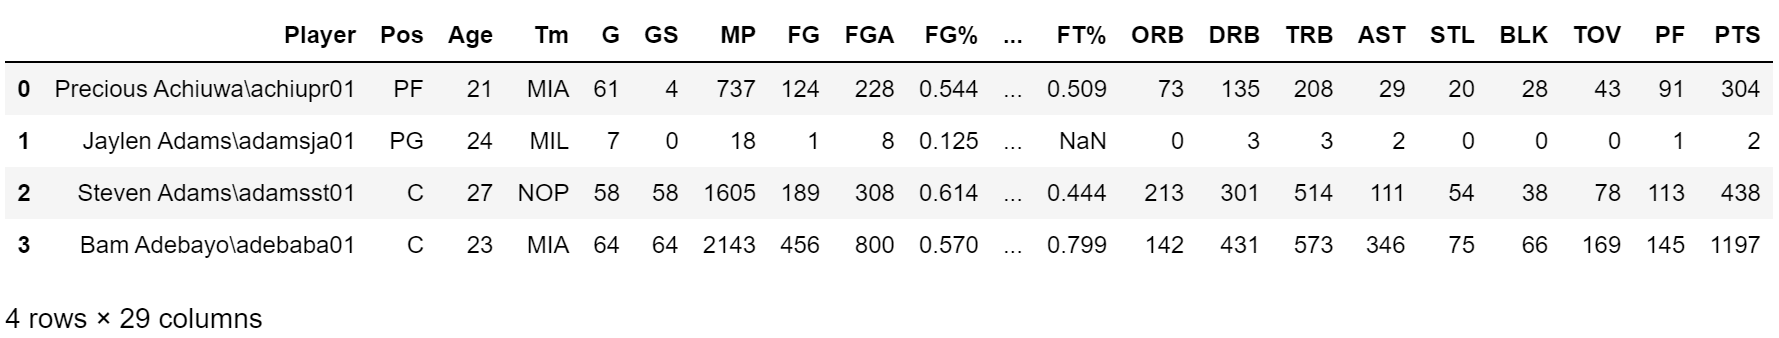 Player Pos Age Tm G GS MP FG FGA FG% ... FT% ORB DRB TRB AST STL BLK TOV PF PTS
0 Precious Achiuwa\achiupr01 PF 21 MIA 61 4 737 124 228 0.544 ... 0.509 73 135 208 29 20 28 43 91 304
1 Jaylen Adams\adamsja01 PG 24 MIL 7 0 18 1 8 0.125 ... NaN 0 3 3 2 0 0 0 1 2
2 Steven Adams\adamsst01 C 27 NOP 58 58 1605 189 308 0.614 ... 0.444 213 301 514 111 54 38 78 113 438
3 Bam Adebayo\adebaba01 C 23 MIA 64 64 2143 456 800 0.570 ... 0.799 142 431 573 346 75 66 169 145 1197
4 rows × 29 columns